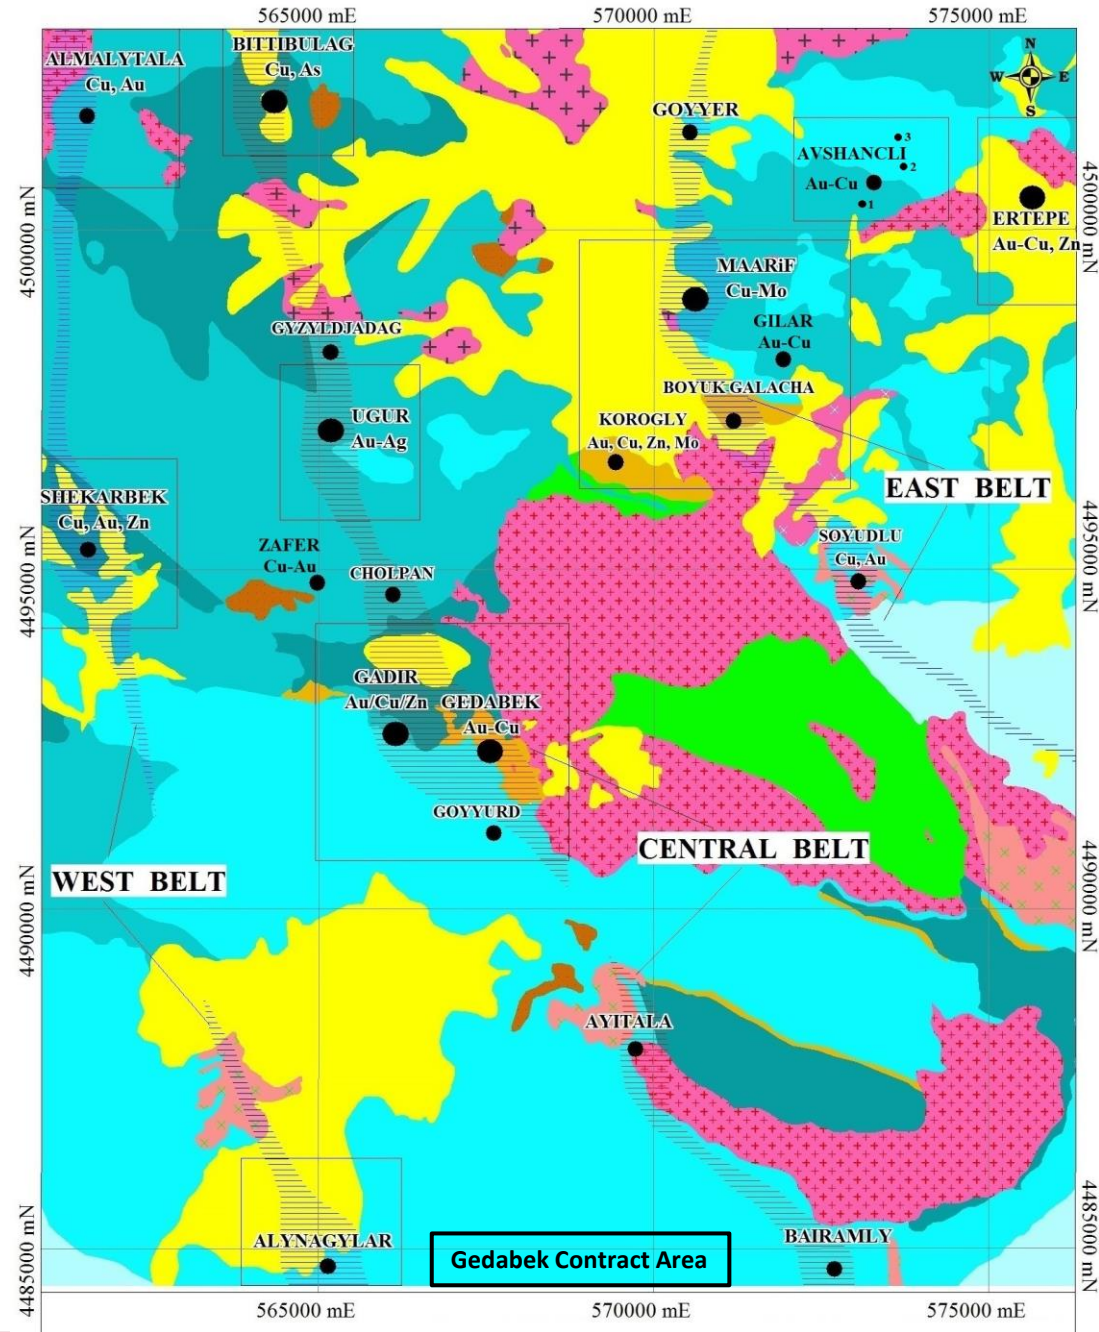 565000 mE
570000 mE
575000 mE
ALMALYTALA
Cu, Au
BITTIBULAG
Cu, As
GOYYER
N
W
E
S
3
AVSHANCLI
2
Au-Cu
1
ERTEPE
Au-Cu, Zn
4500000 mN
4500000 mN
MAARiF
Cu-Mo
GYZYLDJADAG
GILAR
Au-Cu
BOYUK GALACHA
UGUR
Au-Ag
KOROGLY
Au, Cu, Zn, Mo
EAST BELT
SHEKARBEK
Cu, Au, Zn
ZAFER
Cu-Au
CHOLPAN
SOYUDLU
Cu, Au
4495000 mN
4495000 mN
GADIR
Au/Cu/Zn
GEDABEK
Au-Cu
GOYYURD
CENTRAL BELT
WEST BELT
4490000 mN
4490000 mN
AYITALA
ALYNAGYLAR
Gedabek Contract Area
BAIRAMLY
4485000 mN
4485000 mN
565000 mE
570000 mE
575000 mE